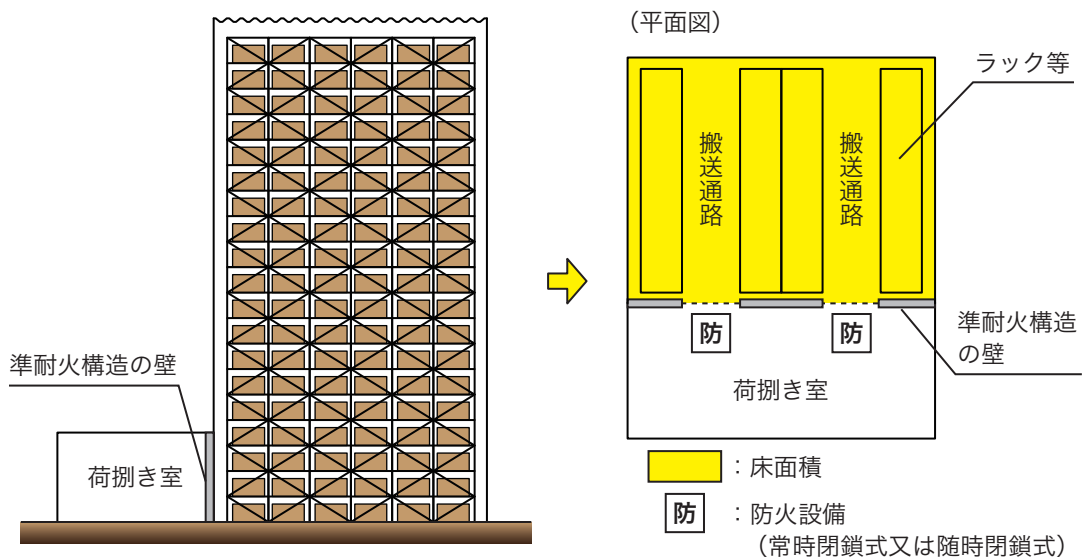 準耐火構造の壁
荷捌き室
（平面図）
ラック等
搬送通路
搬送通路
防
防
準耐火構造
の壁
荷捌き室
：床面積
防
：防火設備
（常時閉鎖式又は随時閉鎖式）